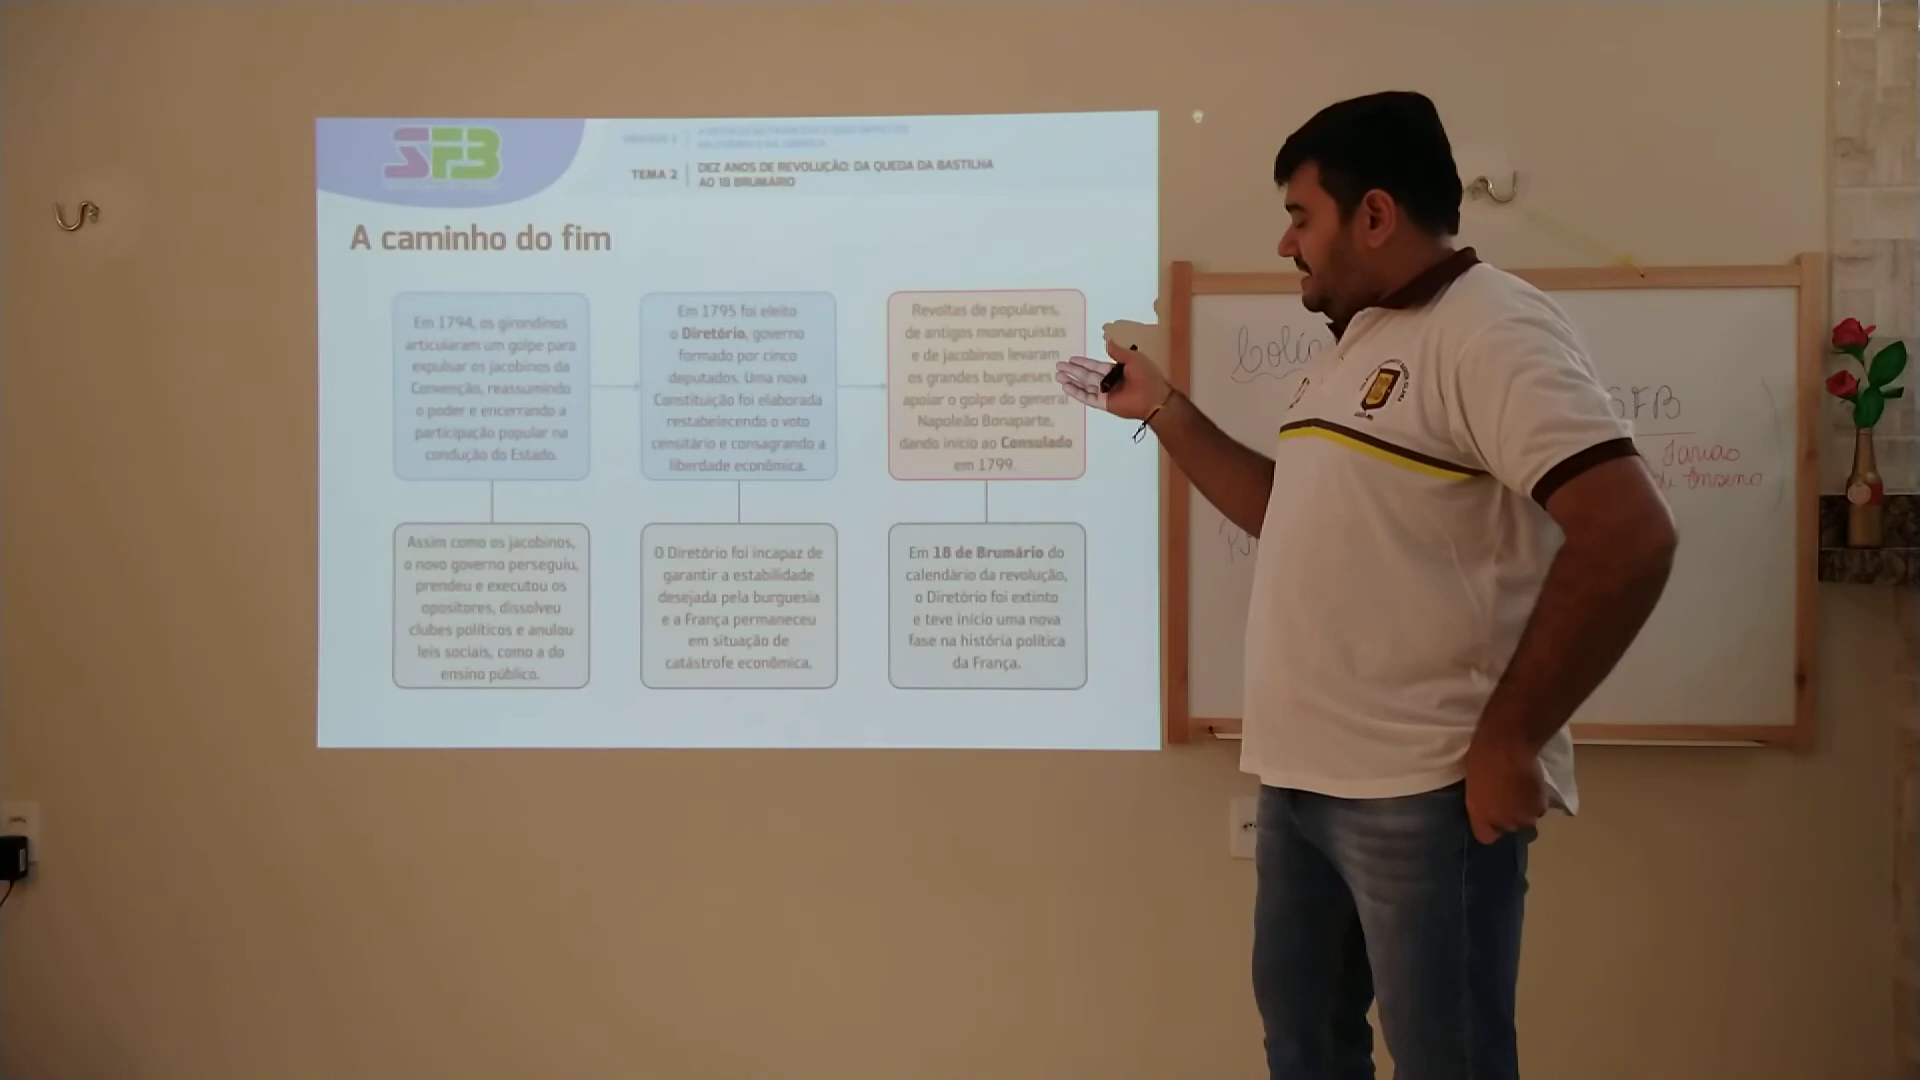 SFB
TEMA 2
DEZ ANOS DE REVOLUÇÃO: DA QUEDA DA BASTILHA
AO 18 BRUMÁRIO
A caminho do fim
Em 1794, os girondinos
articularam um golpe para
expulsar os jacobinos da
Convenção, reassumindo
o poder e encerrando a
participação popular na
condução do Estado.
Em 1795 foi eleito
o Diretório, governo
formado por cinco
deputados. Uma nova
Constituição foi elaborada
restabelecendo o voto
censitário e consagrando a
liberdade econômica.
Revoltas de populares,
de antigos monarquistas
e de jacobinos levaram
os grandes burgueses
apoiar o golpe do general
Napoleão Bonaparte,
dando início ao Consulado
em 1799.
Assim como os jacobinos,
o novo governo perseguiu,
prendeu e executou os
opositores, dissolveu
clubes políticos e anulou
leis sociais, como a do
ensino público.
O Diretório foi incapaz de
garantir a estabilidade
desejada pela burguesia
e a França permaneceu
em situação de
catástrofe econômica.
Em 18 de Brumário do
calendário da revolução,
o Diretório foi extinto
e teve início uma nova
fase na história política
da França.
SFB
Farias
de Ensino